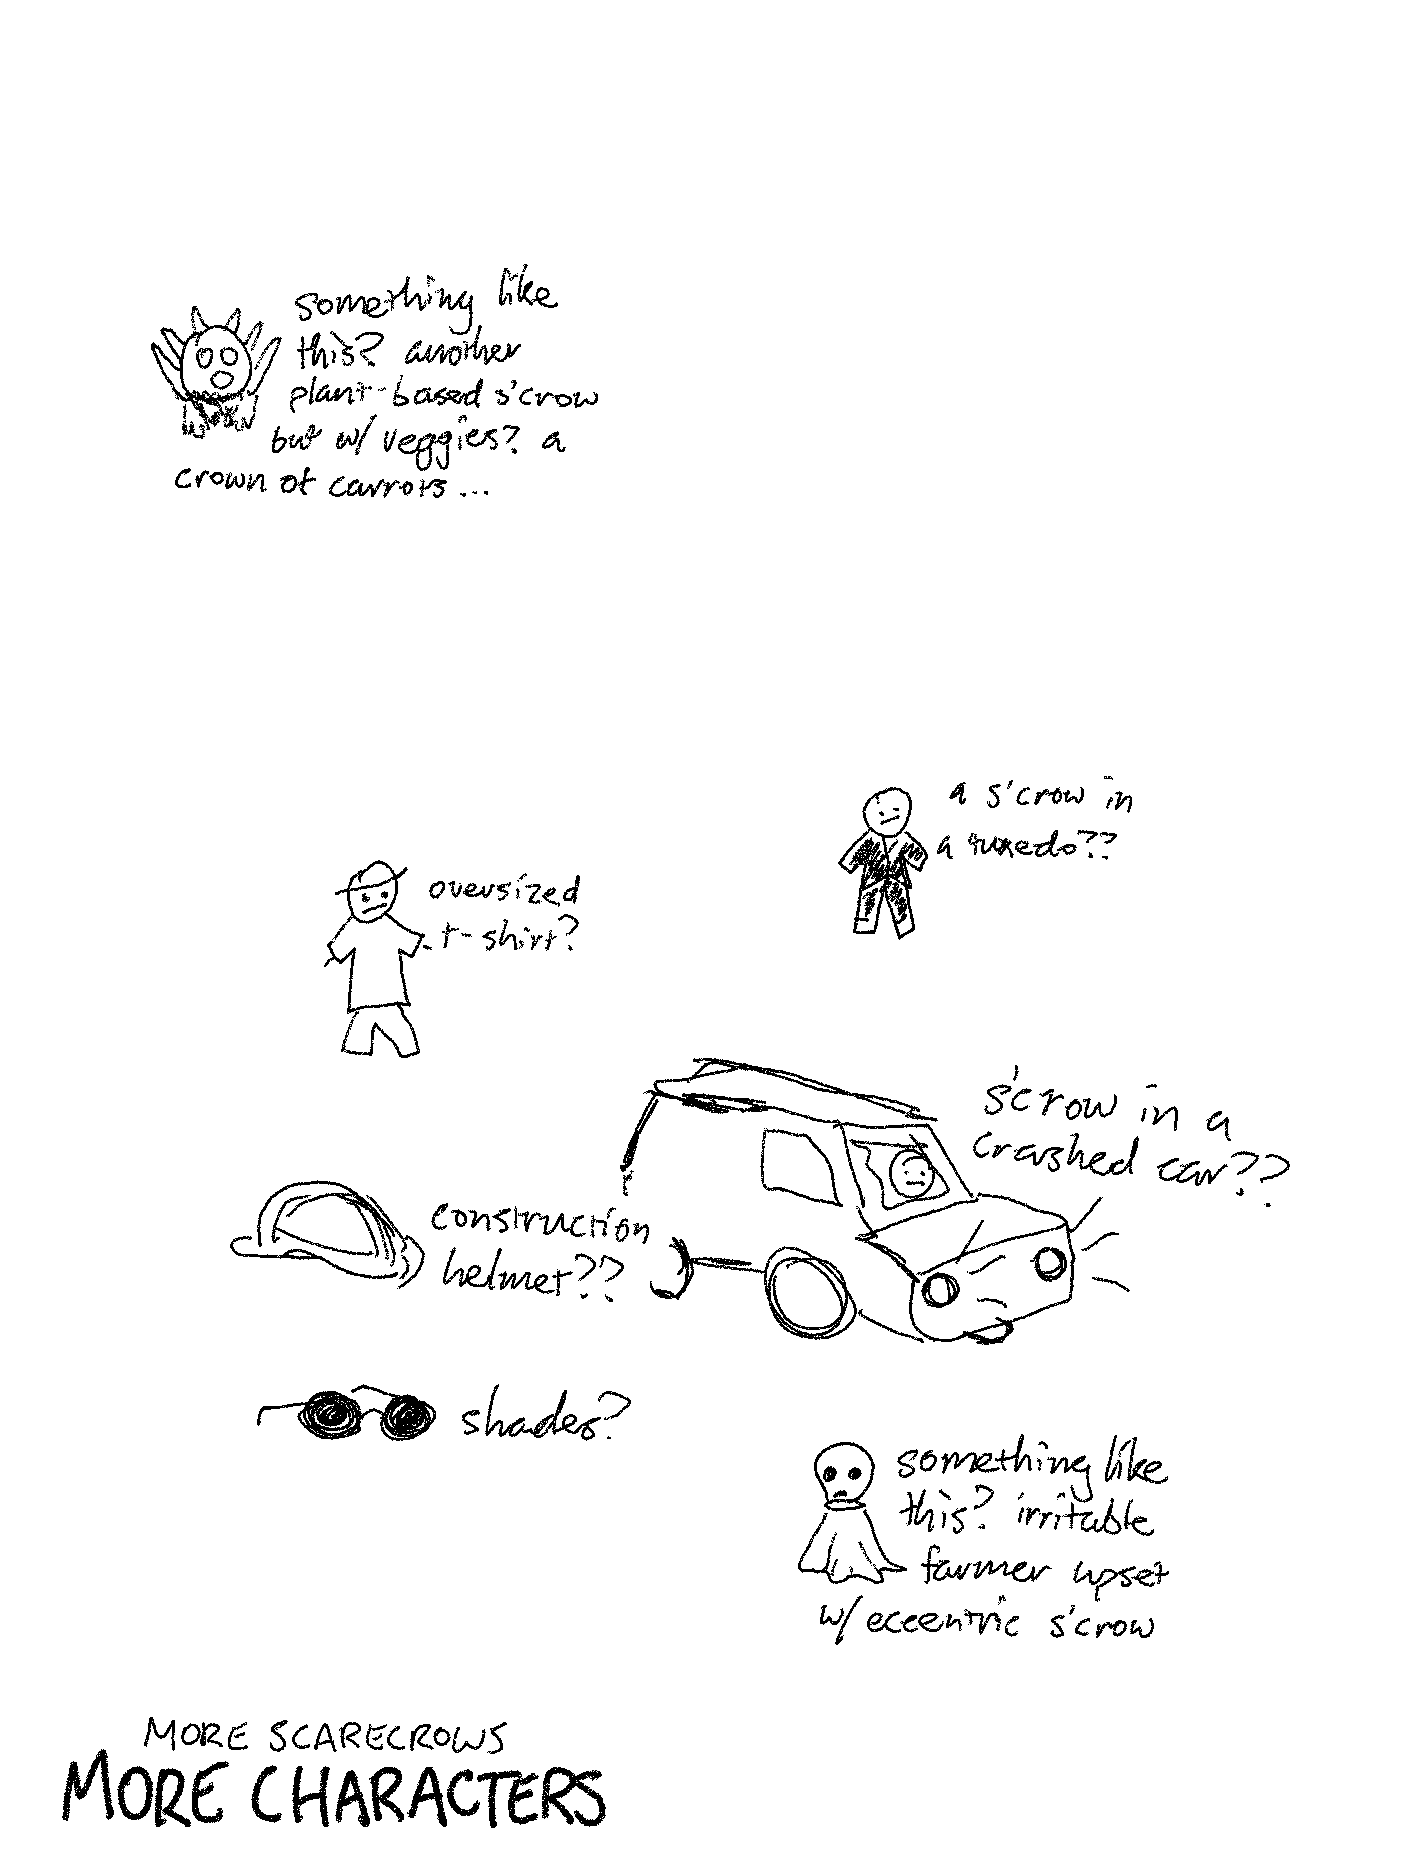 something like
this? another
plant-based s'crow
but w/ veggies? a
crown of carrots...
a s'crow in
a tuxedo??
oversized
t-shirt?
s'crow in a
crashed car??
construction
helmet??
shades?
something like
this? irritable
farmer upset
w/ eccentric s'crow
MORE SCARECROWS
MORE CHARACTERS